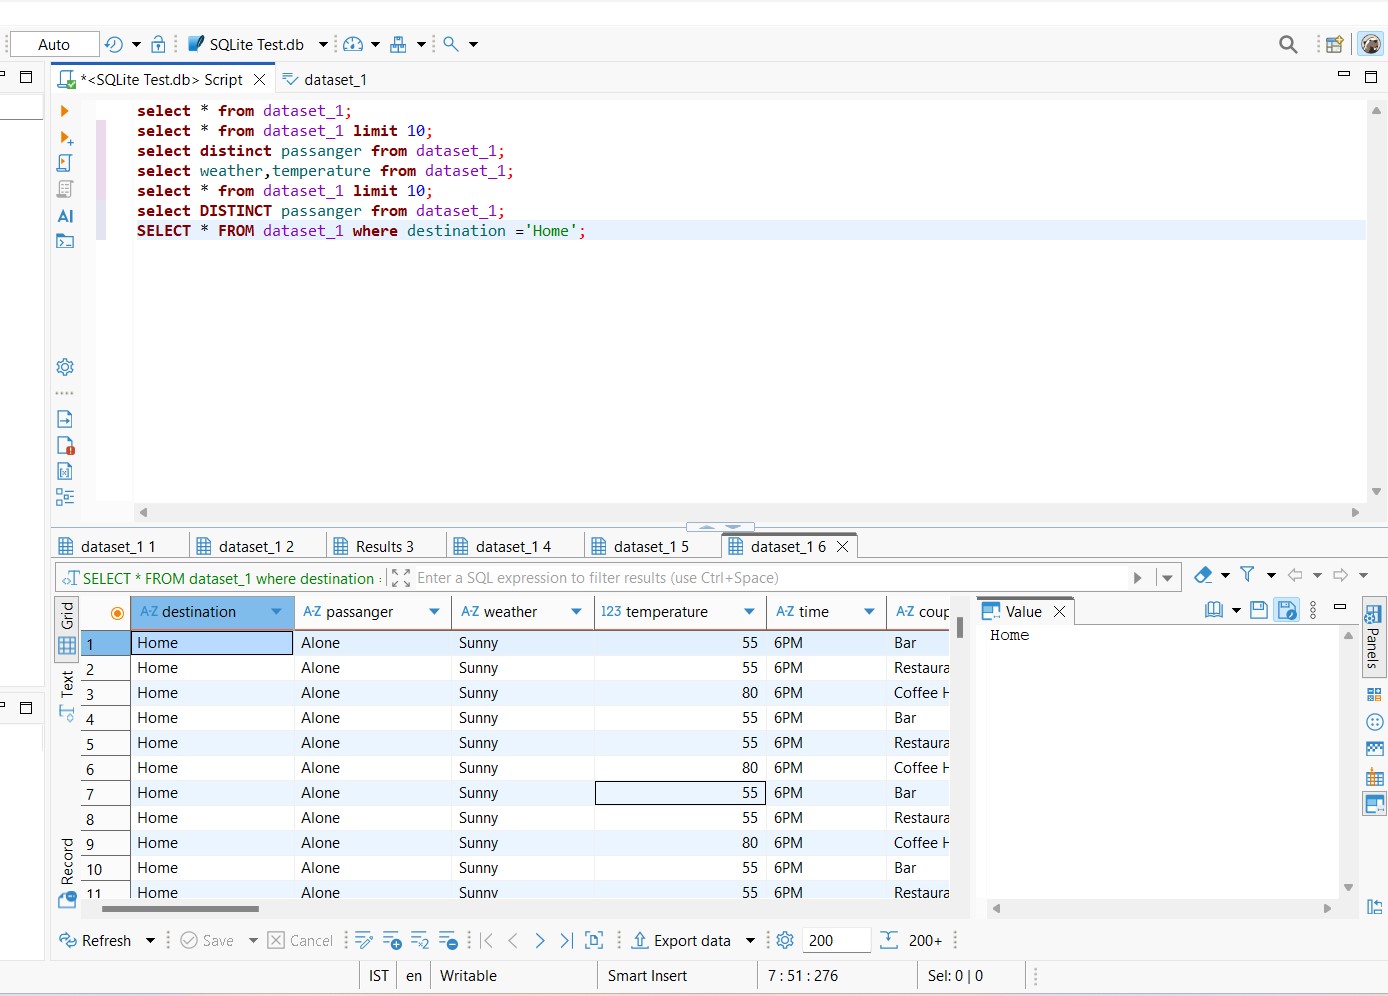 Auto SQLite Test.db
*<SQLite Test.db> Script dataset_1
select * from dataset_1;
select * from dataset_1 limit 10;
select distinct passanger from dataset_1;
select weather,temperature from dataset_1;
select * from dataset_1 limit 10;
select DISTINCT passanger from dataset_1;
SELECT * FROM dataset_1 where destination ='Home';
AI
dataset_1 1 dataset_1 2 Results 3 dataset_1 4 dataset_1 5 dataset_1 6
SELECT * FROM dataset_1 where destination : Enter a SQL expression to filter results (use Ctrl+Space)
Grid
Text
Record
A-Z destination A-Z passanger A-Z weather 123 temperature A-Z time A-Z coup
1 Home Alone Sunny 55 6PM Bar
2 Home Alone Sunny 55 6PM Restaura
3 Home Alone Sunny 80 6PM Coffee H
4 Home Alone Sunny 55 6PM Bar
5 Home Alone Sunny 55 6PM Restaura
6 Home Alone Sunny 80 6PM Coffee H
7 Home Alone Sunny 55 6PM Bar
8 Home Alone Sunny 55 6PM Restaura
9 Home Alone Sunny 80 6PM Coffee H
10 Home Alone Sunny 55 6PM Bar
11 Home Alone Sunny 55 6PM Restaura
Value
Home
Panels
Refresh Save Cancel Export data 200 200+
IST en Writable Smart Insert 7 : 51 : 276 Sel: 0 | 0